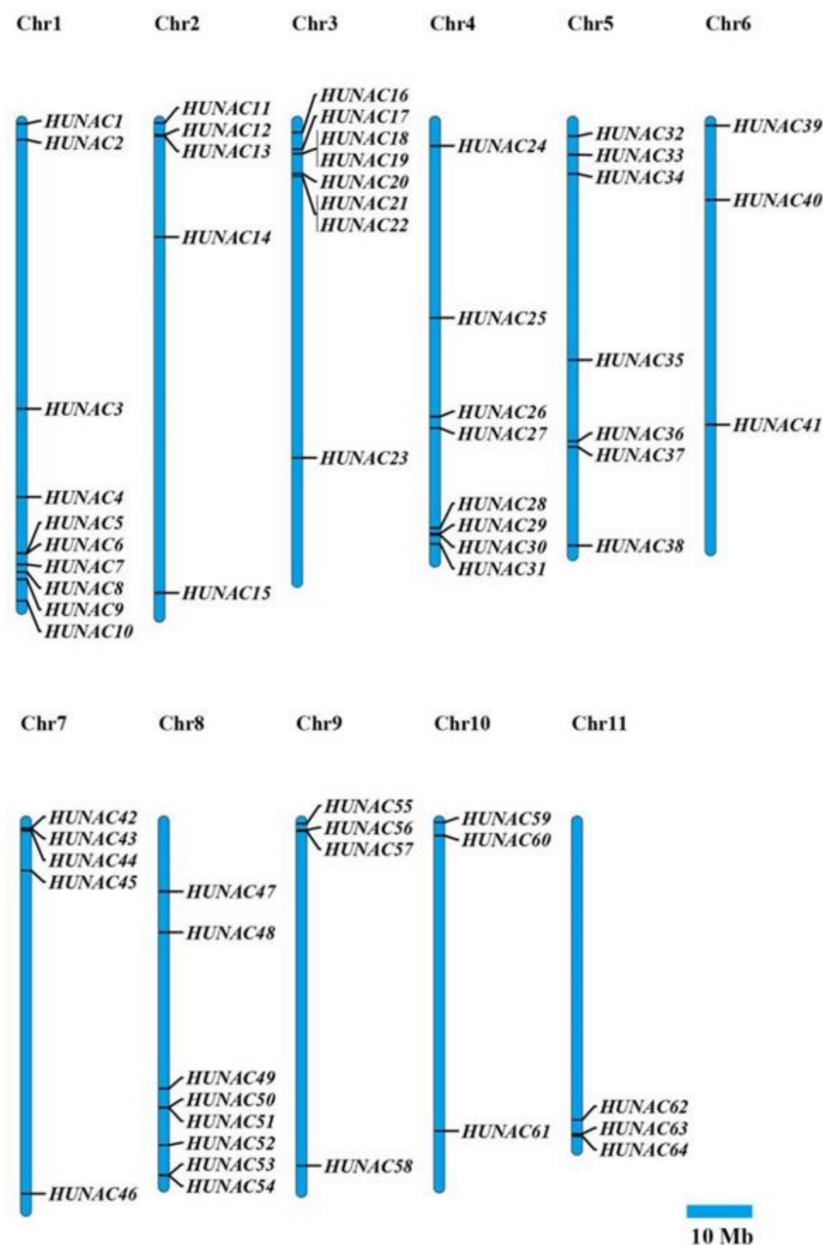 Chr1 Chr2 Chr3 Chr4 Chr5 Chr6
HUNAC1
HUNAC2
HUNAC3
HUNAC4
HUNAC5
HUNAC6
HUNAC7
HUNAC8
HUNAC9
HUNAC10
HUNAC11
HUNAC12
HUNAC13
HUNAC14
HUNAC15
HUNAC16
HUNAC17
HUNAC18
HUNAC19
HUNAC20
HUNAC21
HUNAC22
HUNAC23
HUNAC24
HUNAC25
HUNAC26
HUNAC27
HUNAC28
HUNAC29
HUNAC30
HUNAC31
HUNAC32
HUNAC33
HUNAC34
HUNAC35
HUNAC36
HUNAC37
HUNAC38
HUNAC39
HUNAC40
HUNAC41
Chr7 Chr8 Chr9 Chr10 Chr11
HUNAC42
HUNAC43
HUNAC44
HUNAC45
HUNAC46
HUNAC47
HUNAC48
HUNAC49
HUNAC50
HUNAC51
HUNAC52
HUNAC53
HUNAC54
HUNAC55
HUNAC56
HUNAC57
HUNAC58
HUNAC59
HUNAC60
HUNAC61
HUNAC62
HUNAC63
HUNAC64
10 Mb